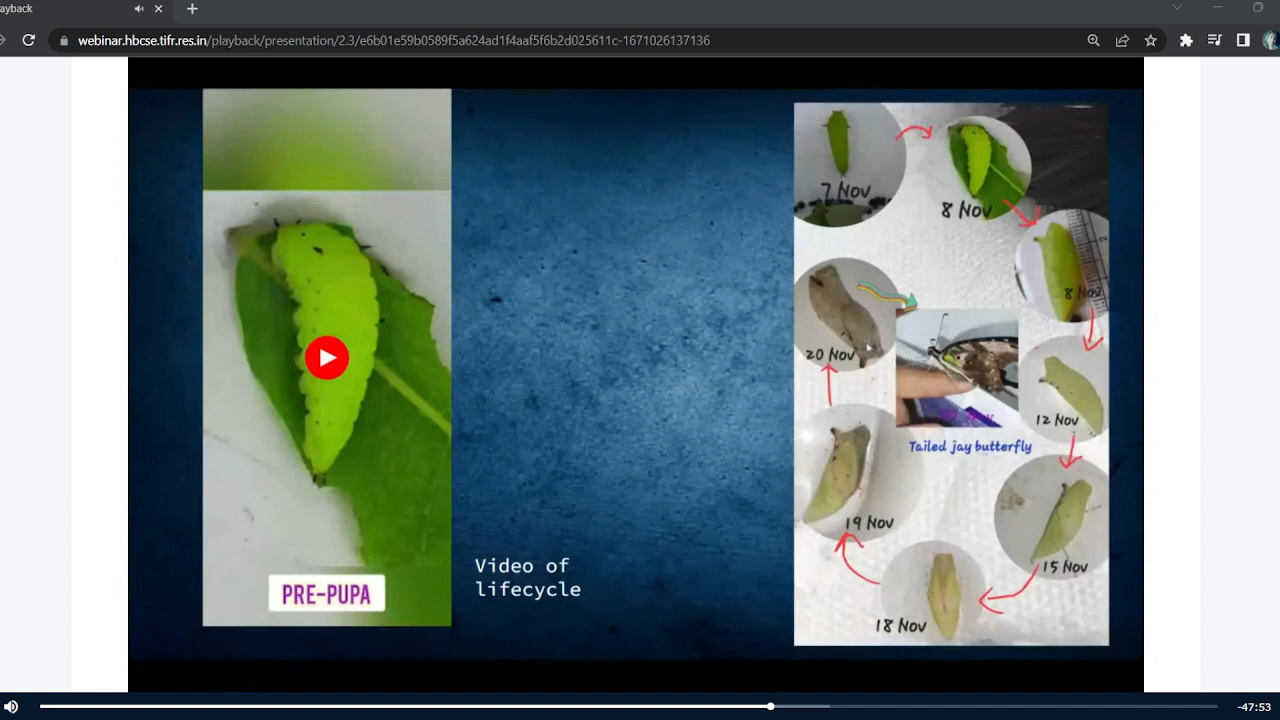 ayback
webinar.hbcse.tifr.res.in/playback/presentation/2.3/e6b01e59b0589f5a624ad1f4aaf5f6b2d025611c-1671026137136
PRE-PUPA
Video of
lifecycle
7 Nov
8 Nov
8 Nov
12 Nov
15 Nov
18 Nov
19 Nov
20 Nov
Tailed jay butterfly
-47:53